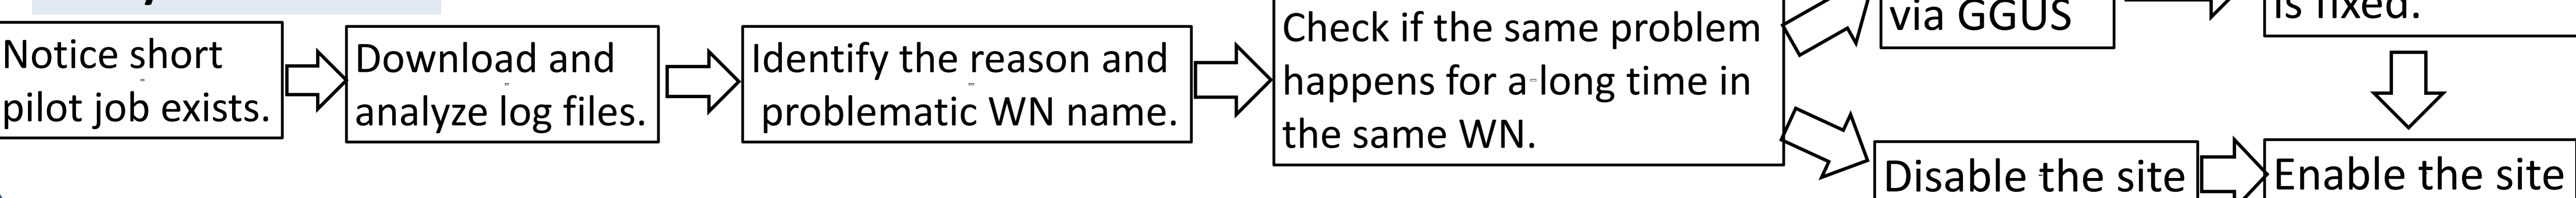 Notice short
pilot job exists.
Download and
analyze log files.
Identify the reason and
problematic WN name.
Check if the same problem
happens for a long time in
the same WN.
via GGUS
is fixed.
Disable the site
Enable the site